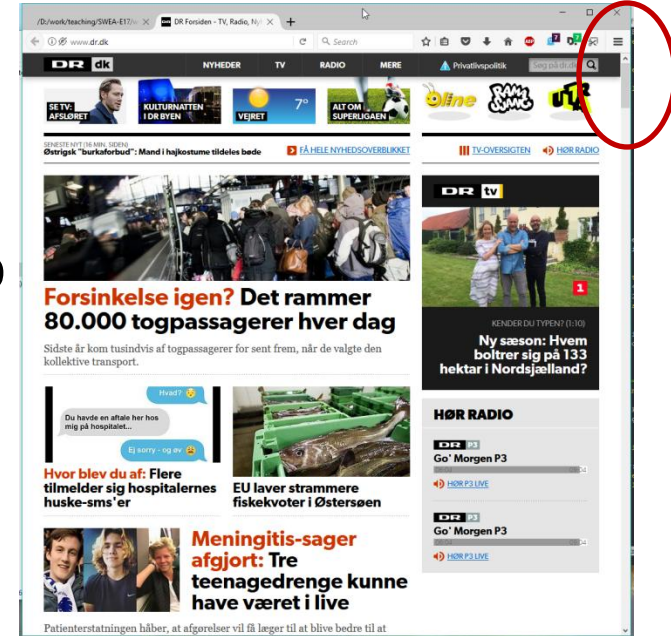 /D:/work/teaching/SWEA-E17/
DR Forsiden - TV, Radio, Ny
www.dr.dk
Search
DR dk
NYHEDER
TV
RADIO
MERE
Privatlivspolitik
Søg på dr.dk
SE TV:
AFSLØRET
KULTURNATTEN
I DR BYEN
VEJRET
7°
ALT OM
SUPERLIGAEN
Oline
RAM
SJANG
ULTRA
SENESTE NYT (16 MIN. SIDEN)
Østrigsk "burkaforbud": Mand i hajkostume tildeles bøde
FÅ HELE NYHEDSOVERBLIKKET
TV-OVERSIGTEN
HØR RADIO
Forsinkelse igen? Det rammer
80.000 togpassagerer hver dag
Sidste år kom tusindvis af togpassagerer for sent frem, når de valgte den
kollektive transport.
DR tv
1
KENDER DU TYPEN? (1:10)
Ny sæson: Hvem
boltrer sig på 133
hektar i Nordsjælland?
Hvad?
Du havde en aftale her hos
mig på hospitalet...
Ej sorry - og øv
Hvor blev du af: Flere
tilmelder sig hospitalernes
huske-sms'er
EU laver strammere
fiskekvoter i Østersøen
HØR RADIO
DR P3
Go' Morgen P3
HØR P3 LIVE
DR P3
Go' Morgen P3
HØR P3 LIVE
Meningitis-sager
afgjort: Tre
teenagedrenge kunne
have været i live
Patienterstatningen håber, at afgørelser vil få læger til at blive bedre til at